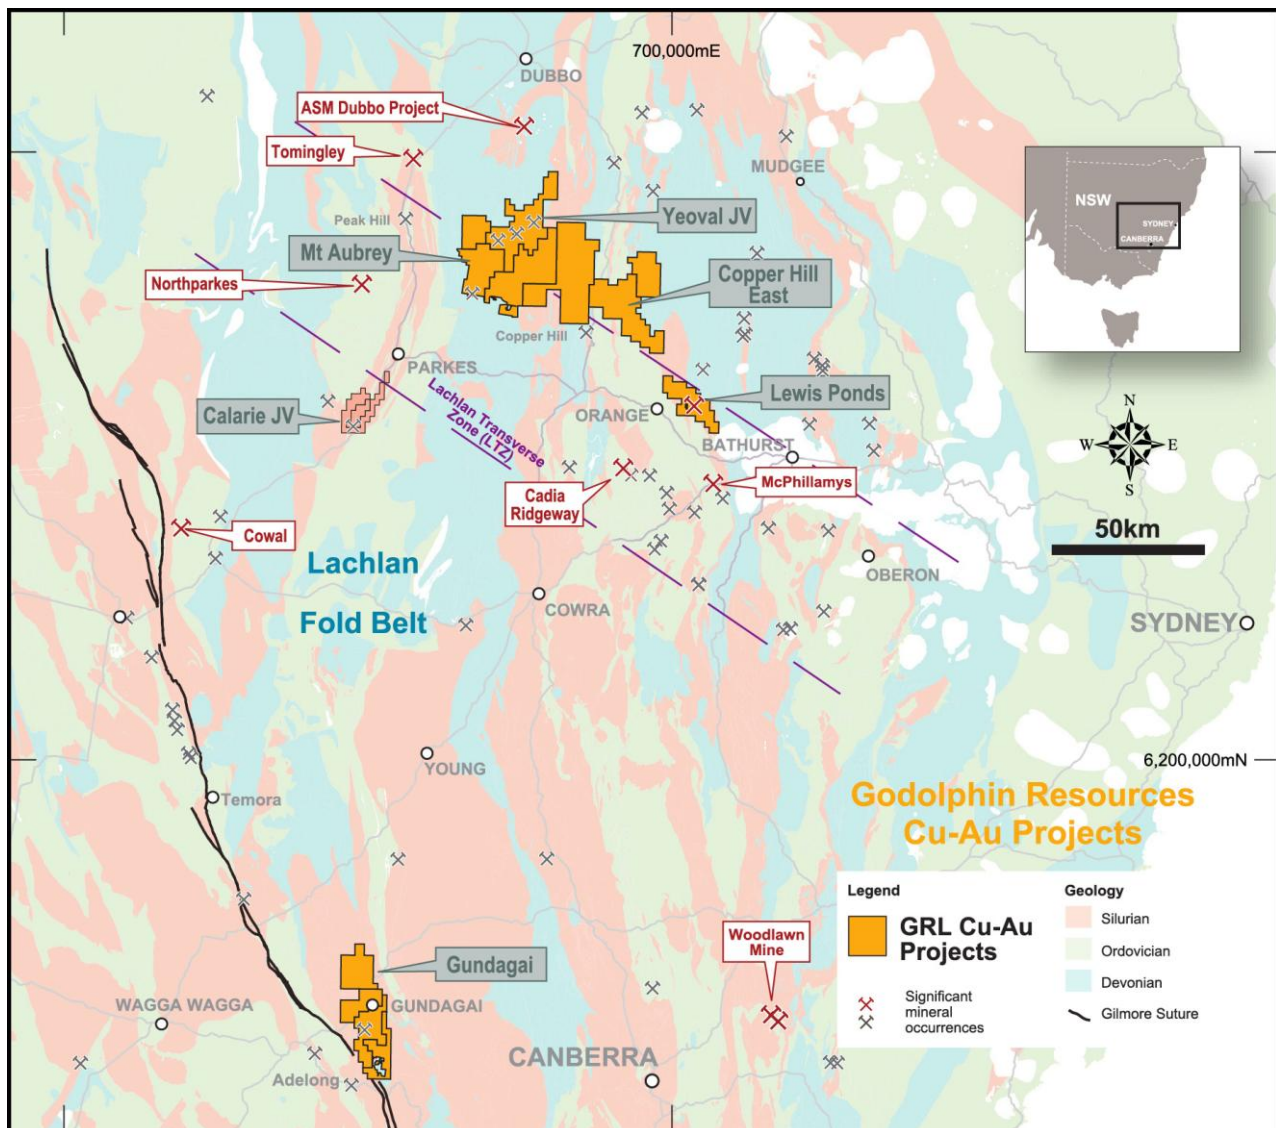 700,000mE
DUBBO
ASM Dubbo Project
Tomingley
MUDGEE
NSW
SYDNEY
CANBERRA
Peak Hill
Yeoval JV
Mt Aubrey
Northparkes
Copper Hill
East
Copper Hill
PARKES
Lachlan Transverse
Zone (LTZ)
Calarie JV
Lewis Ponds
ORANGE
BATHURST
N
W
E
S
Cadia
Ridgeway
McPhillamys
50km
Cowal
OBERON
Lachlan
Fold Belt
COWRA
SYDNEY
YOUNG
6,200,000mN
Temora
Godolphin Resources
Cu-Au Projects
Legend
GRL Cu-Au
Projects
Significant
mineral
occurrences
Geology
Silurian
Ordovician
Devonian
Gilmore Suture
Woodlawn
Mine
Gundagai
WAGGA WAGGA
GUNDAGAI
CANBERRA
Adelong